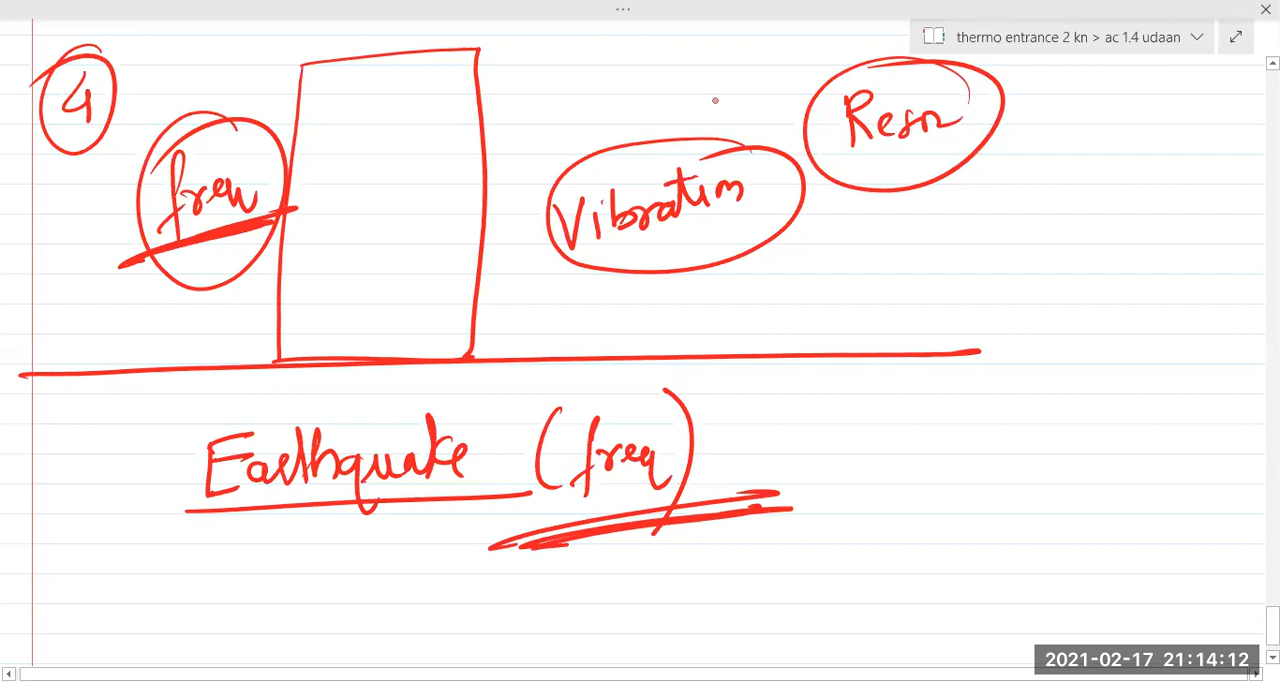 thermo entrance 2 kn > ac 1.4 udaan
4
Reson
freq
Vibration
Earthquake (freq)
2021-02-17 21:14:12